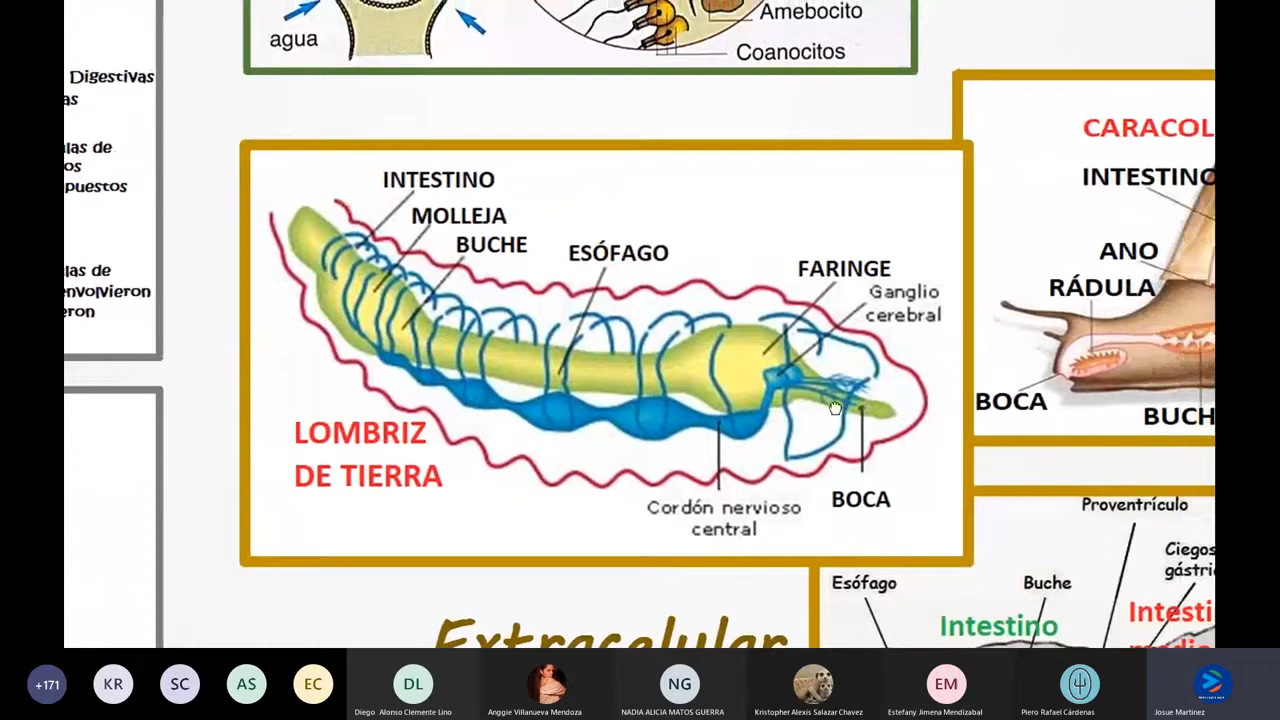 Amebocito
agua
Coanocitos
Digestivas
as
las de
os
puestos
las de
envolvieron
eron
INTESTINO
MOLLEJA
BUCHE
ESÓFAGO
FARINGE
Ganglio
cerebral
LOMBRIZ
DE TIERRA
Cordón nervioso
central
BOCA
CARACOL
INTESTINO
ANO
RÁDULA
BOCA
BUCH
Proventrículo
Ciegos
gástri
Esófago
Buche
Intestino
Intesti
Extracelular
+171
KR
SC
AS
EC
DL
NG
EM
Diego Alonso Clemente Lino
Anggie Villanueva Mendoza
NADIA ALICIA MATOS GUERRA
Kristopher Alexis Salazar Chavez
Estefany Jimena Mendizabal
Piero Rafael Cárdenas
Josue Martinez